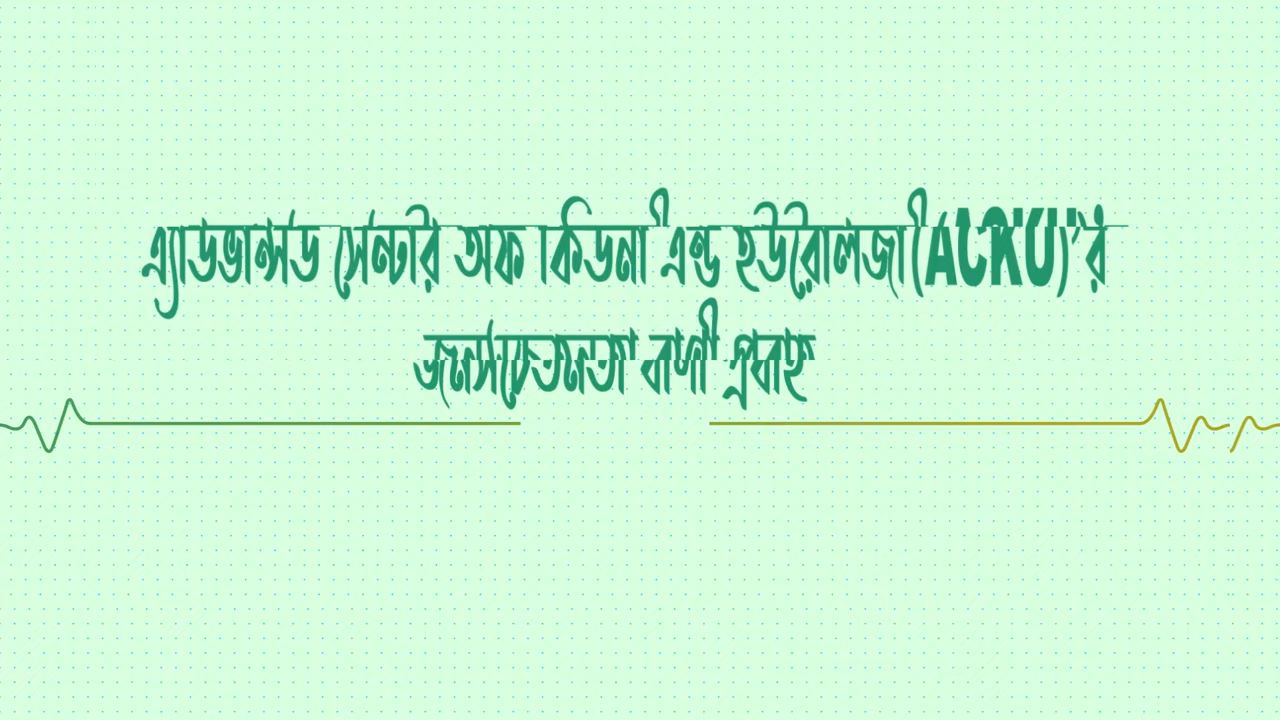 এ্যাডভান্সড সেন্টার অফ কিডনী এন্ড ইউরোলজী(ACKU)'র
জনসচেতনতা বাণী প্রবাহ